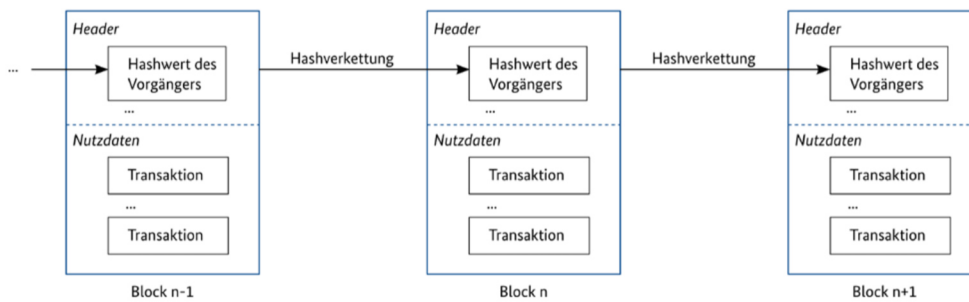 Header
Hashwert des
Vorgängers
...
Nutzdaten
Transaktion
...
Transaktion
Block n-1
...
Hashverkettung
Header
Hashwert des
Vorgängers
...
Nutzdaten
Transaktion
...
Transaktion
Block n
Hashverkettung
Header
Hashwert des
Vorgängers
...
Nutzdaten
Transaktion
...
Transaktion
Block n+1